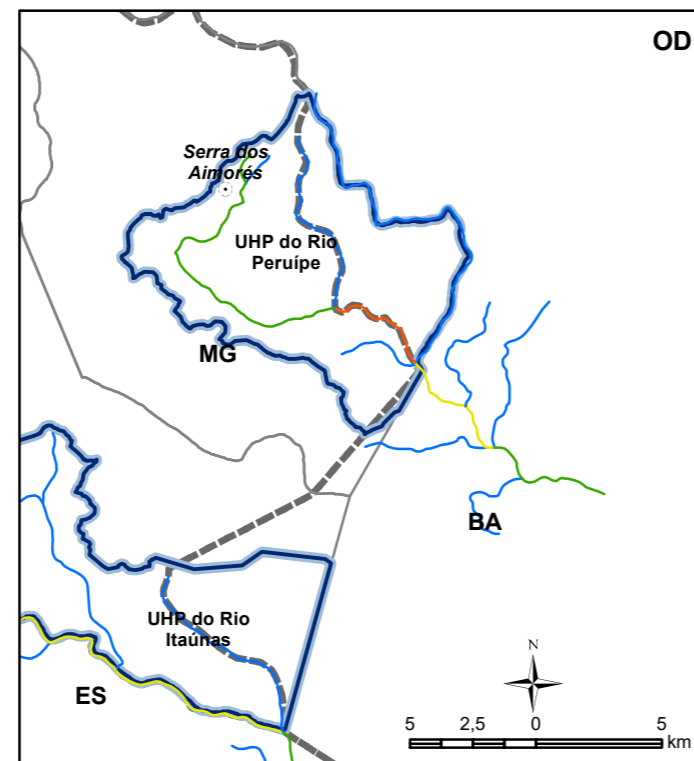 OD
Serra dos
Aimorés
UHP do Rio
Peruípe
MG
BA
UHP do Rio
Itaúnas
ES
N
5 2,5 0 5
km